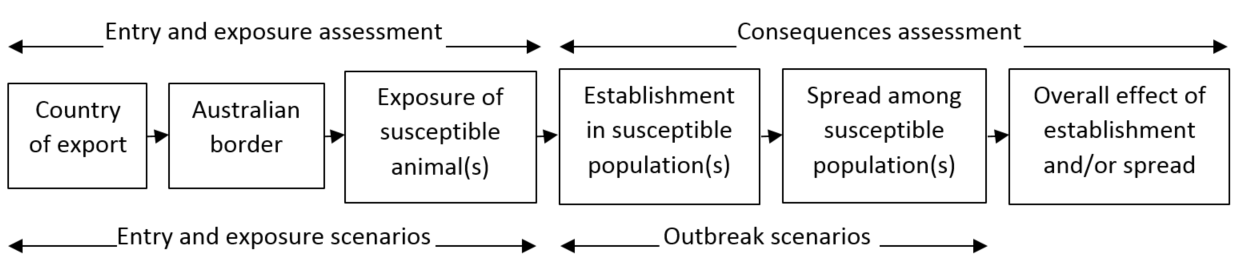 Entry and exposure assessment
Consequences assessment
Country
of export
Australian
border
Exposure of
susceptible
animal(s)
Establishment
in susceptible
population(s)
Spread among
susceptible
population(s)
Overall effect of
establishment
and/or spread
Entry and exposure scenarios
Outbreak scenarios